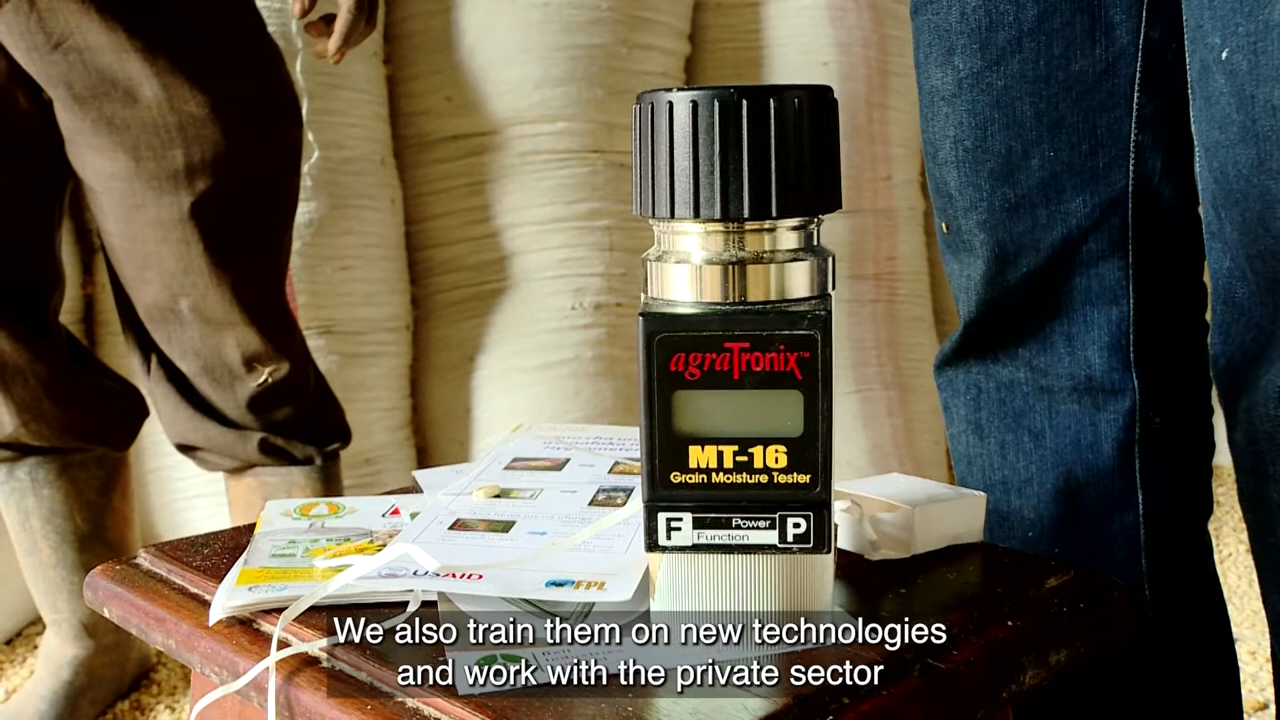 agraTronix™
MT-16
Grain Moisture Tester
F
Power
Function
P
USAID
FPL
We also train them on new technologies
and work with the private sector